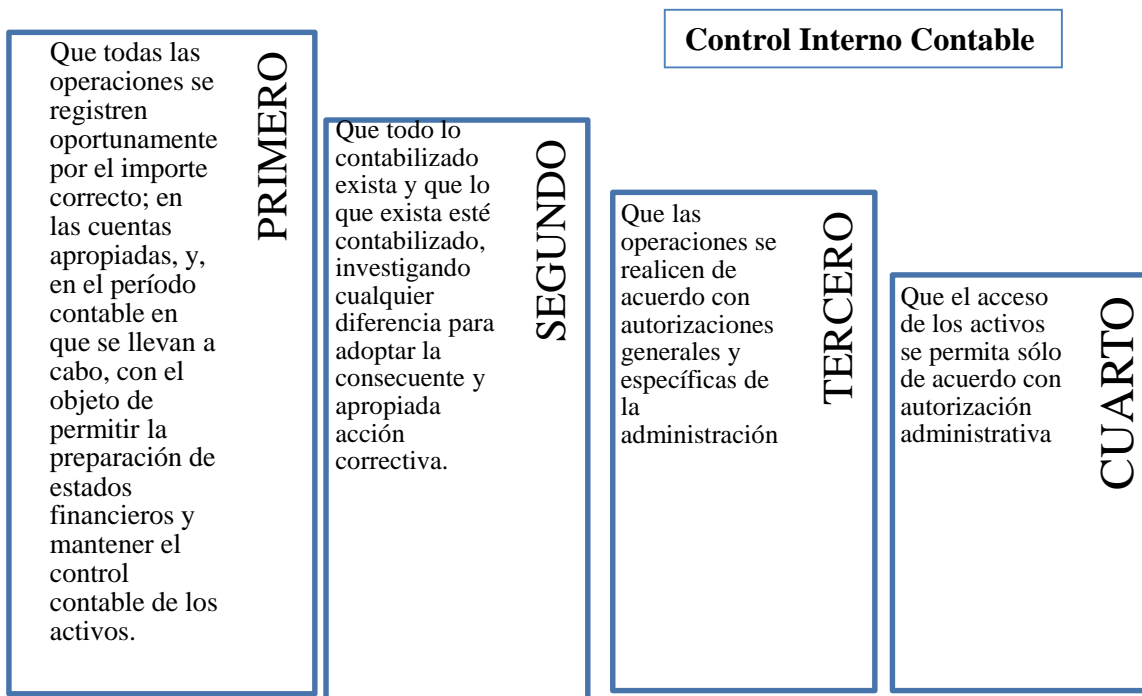 Control Interno Contable
PRIMERO
Que todas las
operaciones se
registren
oportunamente
por el importe
correcto; en
las cuentas
apropiadas, y,
en el período
contable en
que se llevan a
cabo, con el
objeto de
permitir la
preparación de
estados
financieros y
mantener el
control
contable de los
activos.
SEGUNDO
Que todo lo
contabilizado
exista y que lo
que exista esté
contabilizado,
investigando
cualquier
diferencia para
adoptar la
consecuente y
apropiada
acción
correctiva.
TERCERO
Que las
operaciones se
realicen de
acuerdo con
autorizaciones
generales y
específicas de
la
administración
CUARTO
Que el acceso
de los activos
se permita sólo
de acuerdo con
autorización
administrativa